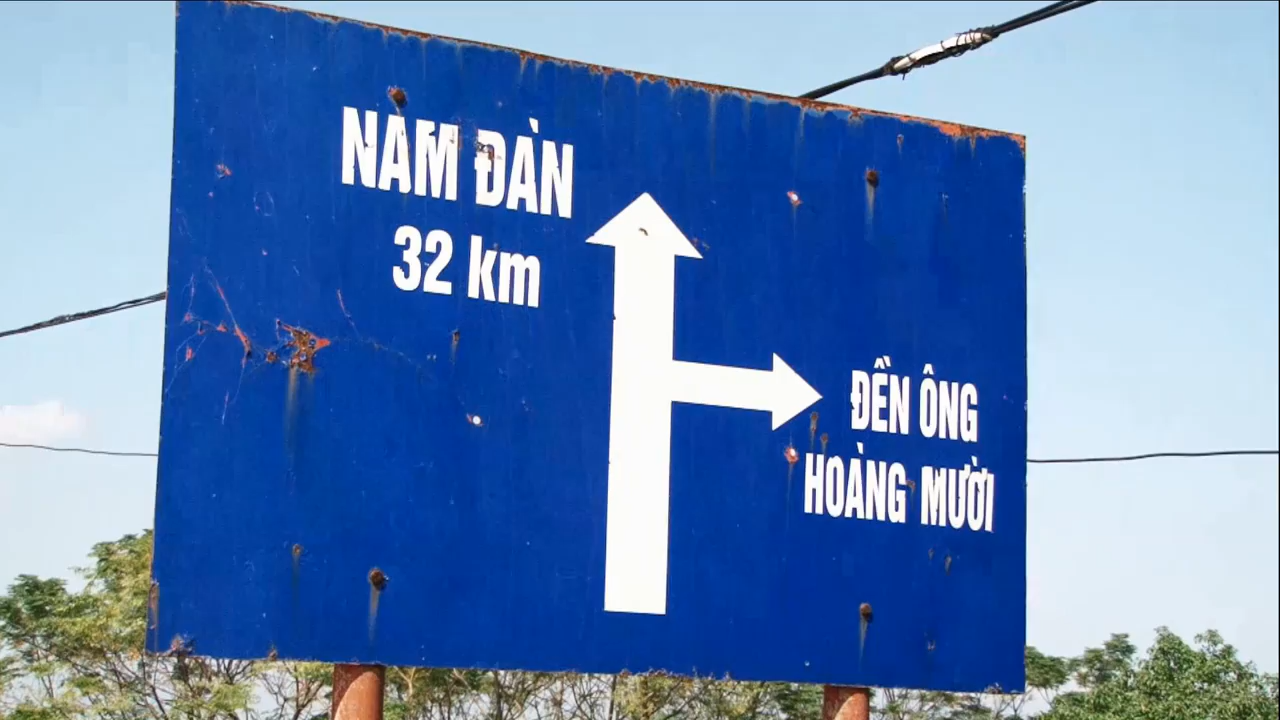 NAM ĐÀN
32 km
ĐỀN ÔNG
HOÀNG MƯỜI